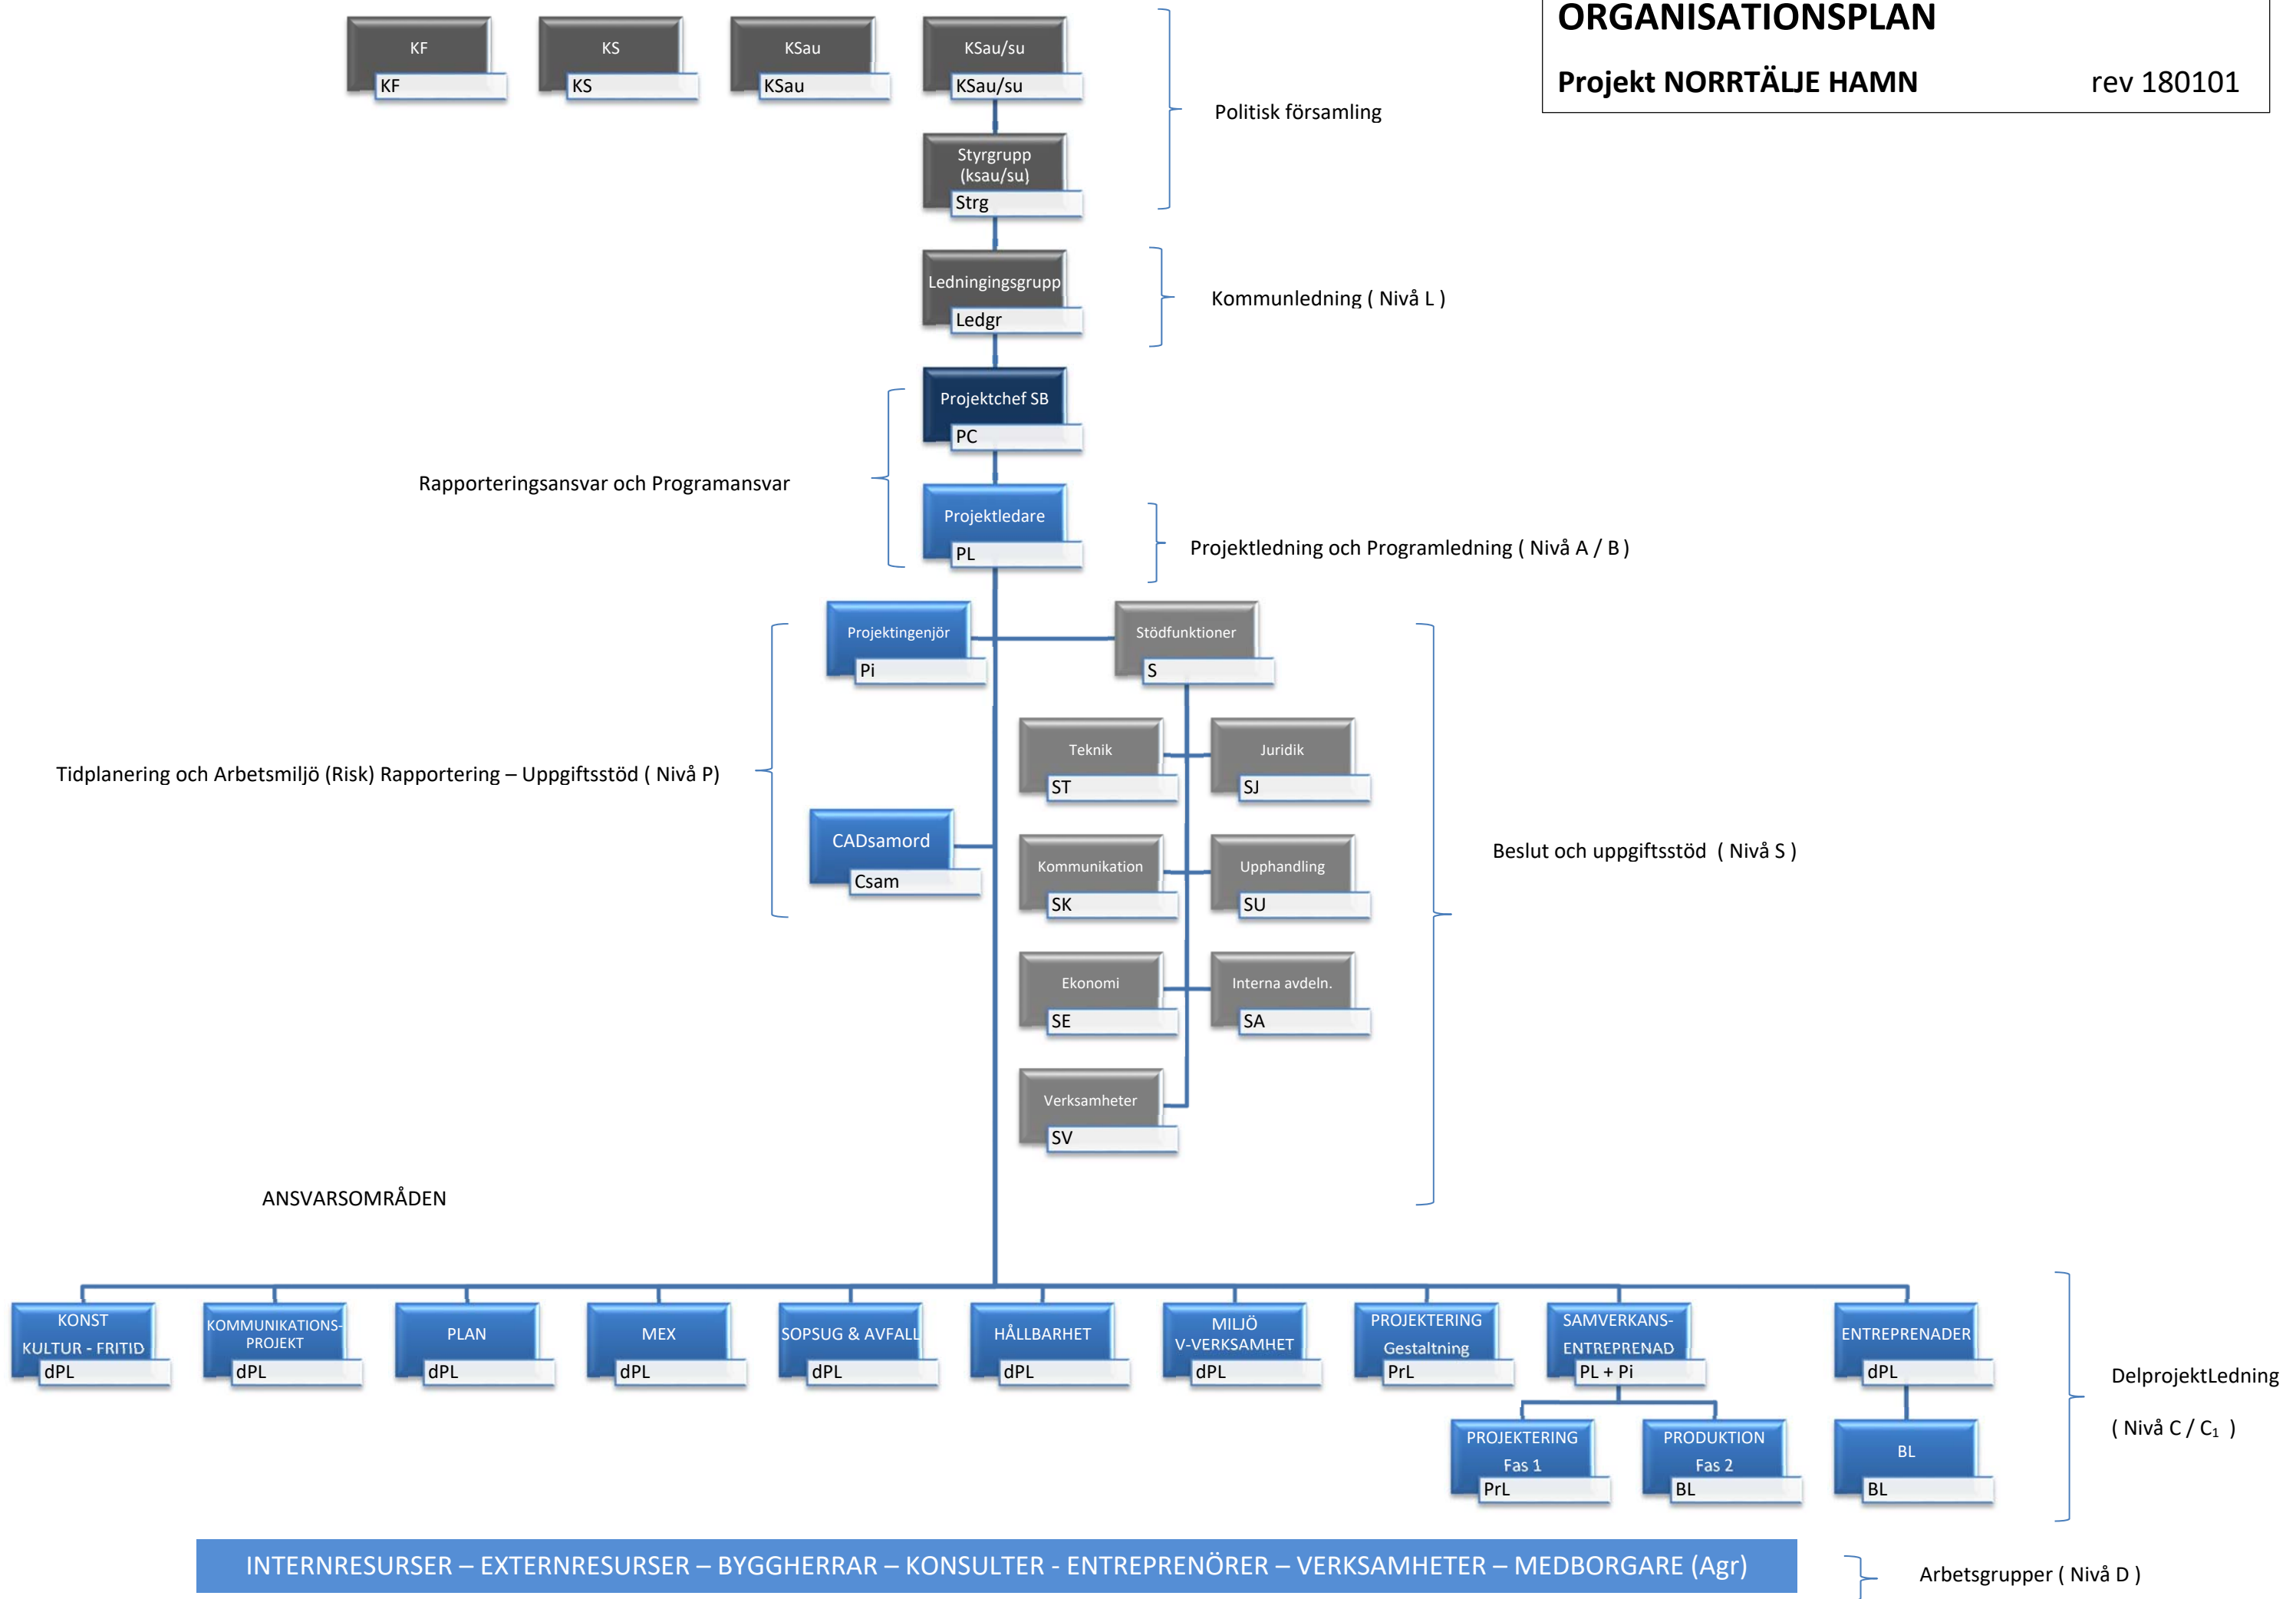 ORGANISATIONSPLAN
Projekt NORRTÄLJE HAMN rev 180101
KF
KF
KS
KS
KSau
KSau
KSau/su
KSau/su
Politisk församling
Styrgrupp
(ksau/su)
Strg
Ledningingsgrupp
Ledgr
Kommunledning ( Nivå L )
Projektchef SB
PC
Rapporteringsansvar och Programansvar
Projektledare
PL
Projektledning och Programledning ( Nivå A / B )
Projektingenjör
Pi
Stödfunktioner
S
Teknik
ST
Juridik
SJ
Tidplanering och Arbetsmiljö (Risk) Rapportering – Uppgiftsstöd ( Nivå P)
CADsamord
Csam
Kommunikation
SK
Upphandling
SU
Beslut och uppgiftsstöd ( Nivå S )
Ekonomi
SE
Interna avdeln.
SA
Verksamheter
SV
ANSVARSOMRÅDEN
KONST
KULTUR - FRITID
dPL
KOMMUNIKATIONS-
PROJEKT
dPL
PLAN
dPL
MEX
dPL
SOPSUG & AVFALL
dPL
HÅLLBARHET
dPL
MILJÖ
V-VERKSAMHET
dPL
PROJEKTERING
Gestaltning
PrL
SAMVERKANS-
ENTREPRENAD
PL + Pi
ENTREPRENADER
dPL
DelprojektLedning
( Nivå C / C₁ )
PROJEKTERING
Fas 1
PrL
PRODUKTION
Fas 2
BL
BL
BL
INTERNRESURSER – EXTERNRESURSER – BYGGHERRAR – KONSULTER - ENTREPRENÖRER – VERKSAMHETER – MEDBORGARE (Agr)
Arbetsgrupper ( Nivå D )